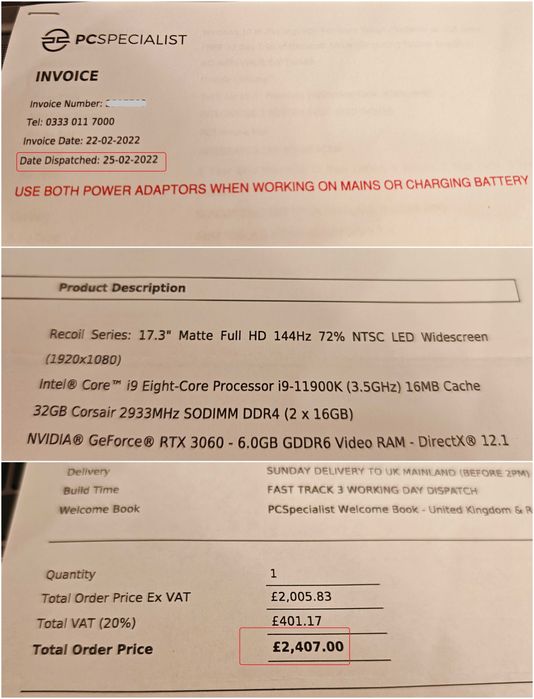 PCSPECIALIST
INVOICE
Invoice Number:
Tel: 0333 011 7000
Invoice Date: 22-02-2022
Date Dispatched: 25-02-2022
USE BOTH POWER ADAPTORS WHEN WORKING ON MAINS OR CHARGING BATTERY
Product Description
Recoil Series: 17.3" Matte Full HD 144Hz 72% NTSC LED Widescreen
(1920x1080)
Intel® Core™ i9 Eight-Core Processor i9-11900K (3.5GHz) 16MB Cache
32GB Corsair 2933MHz SODIMM DDR4 (2 x 16GB)
NVIDIA® GeForce® RTX 3060 - 6.0GB GDDR6 Video RAM - DirectX® 12.1
Delivery SUNDAY DELIVERY TO UK MAINLAND (BEFORE 2PM)
Build Time FAST TRACK 3 WORKING DAY DISPATCH
Welcome Book PCSpecialist Welcome Book - United Kingdom & R
Quantity 1
Total Order Price Ex VAT £2,005.83
Total VAT (20%) £401.17
Total Order Price £2,407.00